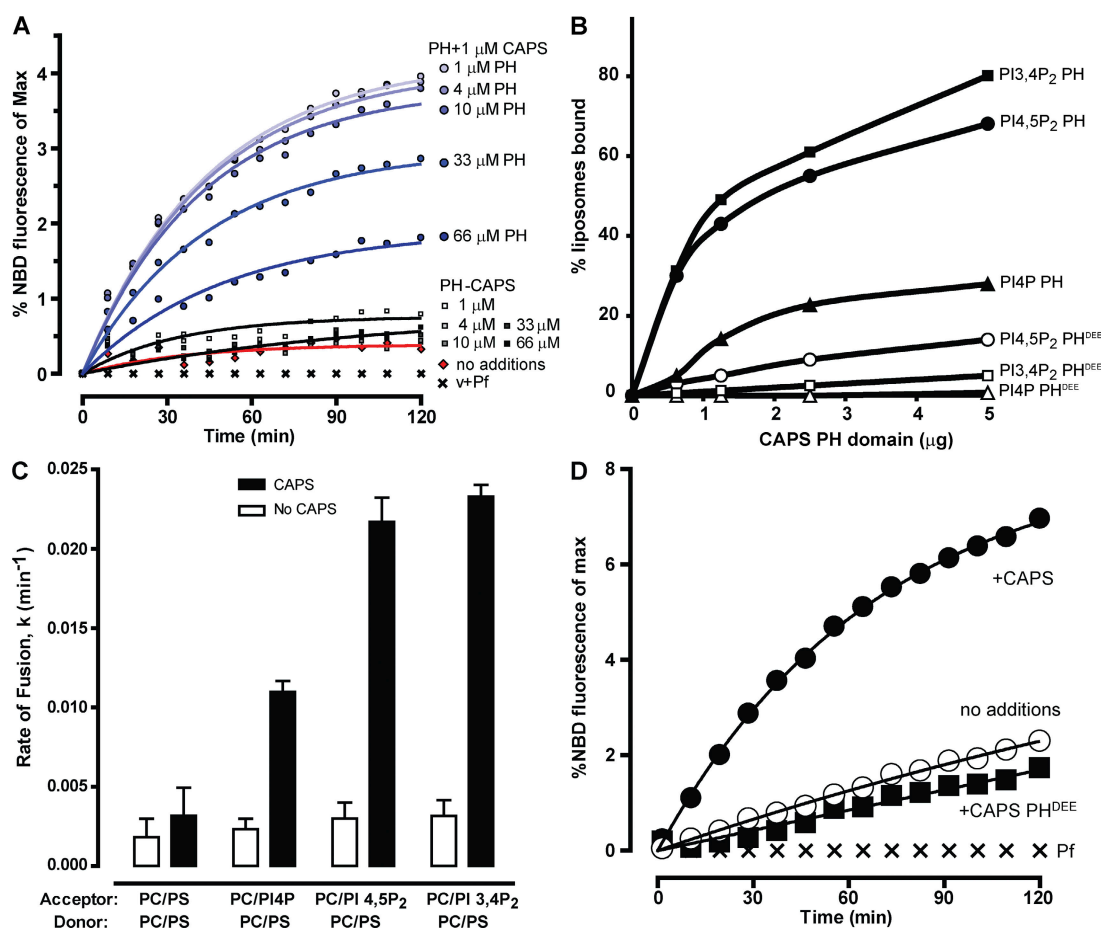 A
% NBD fluorescence of Max
4
3
2
1
0
0 30 60 90 120
Time (min)
PH+1 μM CAPS
1 μM PH
4 μM PH
10 μM PH
33 μM PH
66 μM PH
PH-CAPS
1 μM
4 μM 33 μM
10 μM 66 μM
no additions
v+Pf
B
% liposomes bound
80
60
40
20
0
0 1 2 3 4 5
CAPS PH domain (μg)
PI3,4P₂ PH
PI4,5P₂ PH
PI4P PH
PI4,5P₂ PHᴰᴱᴱ
PI3,4P₂ PHᴰᴱᴱ
PI4P PHᴰᴱᴱ
C
Rate of Fusion, k (min⁻¹)
0.025
0.020
0.015
0.010
0.005
0.000
CAPS
No CAPS
Acceptor: PC/PS PC/PI4P PC/PI 4,5P₂ PC/PI 3,4P₂
Donor: PC/PS PC/PS PC/PS PC/PS
D
%NBD fluorescence of max
8
6
4
2
0
0 30 60 90 120
Time (min)
+CAPS
no additions
+CAPS PHᴰᴱᴱ
Pf